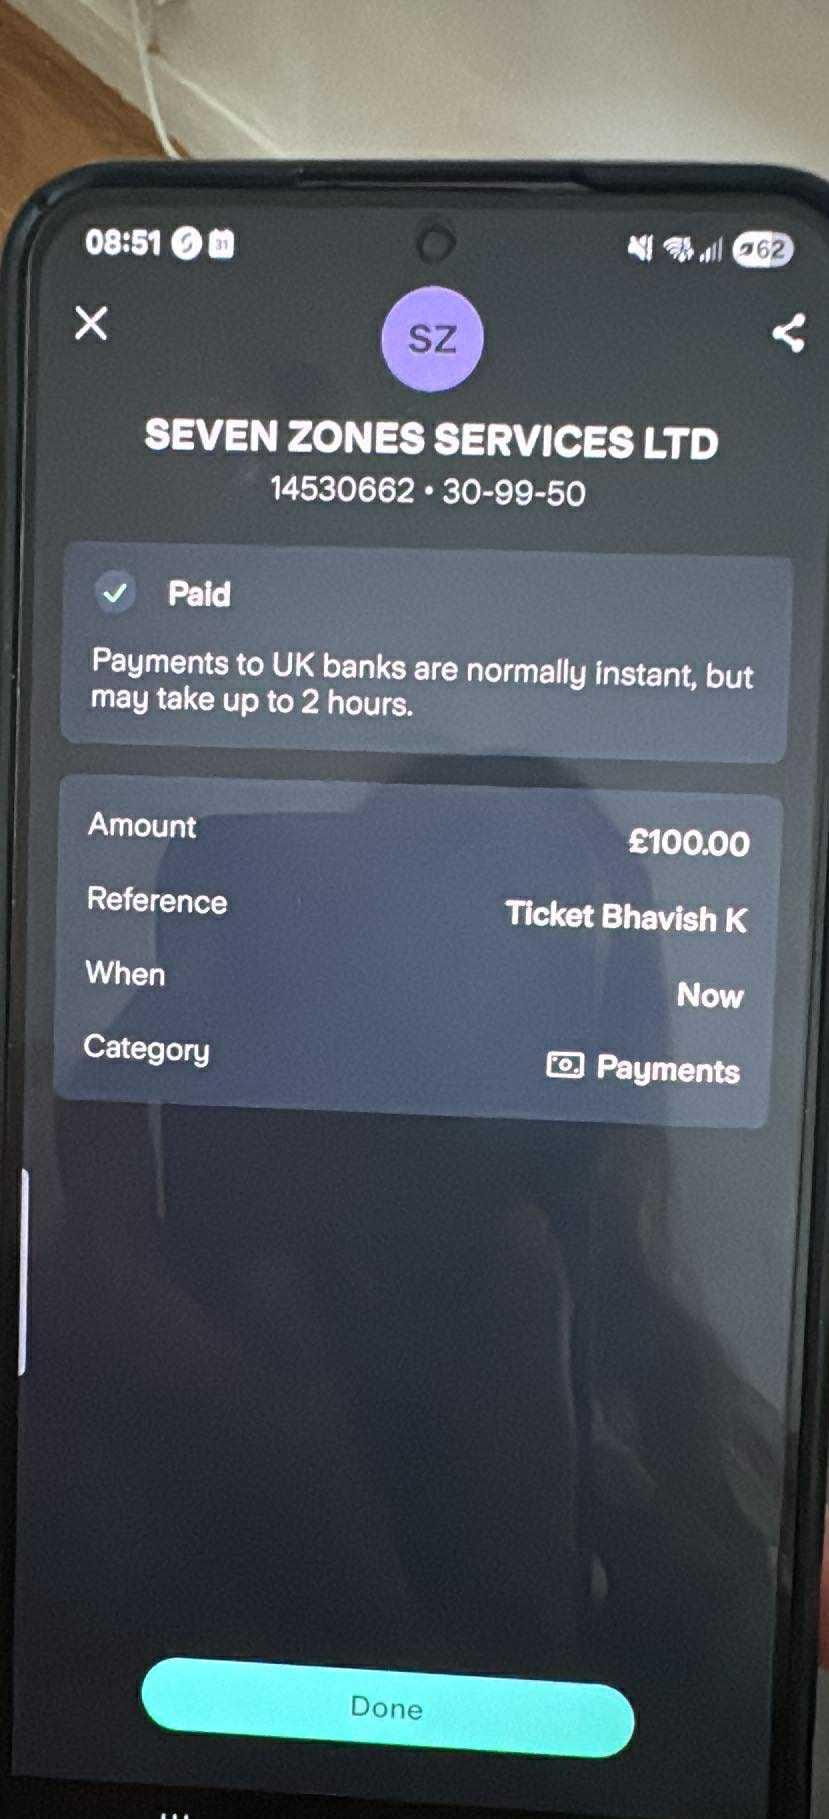 08:51 31 62
SZ
SEVEN ZONES SERVICES LTD
14530662 • 30-99-50
Paid
Payments to UK banks are normally instant, but
may take up to 2 hours.
Amount £100.00
Reference Ticket Bhavish K
When Now
Category Payments
Done